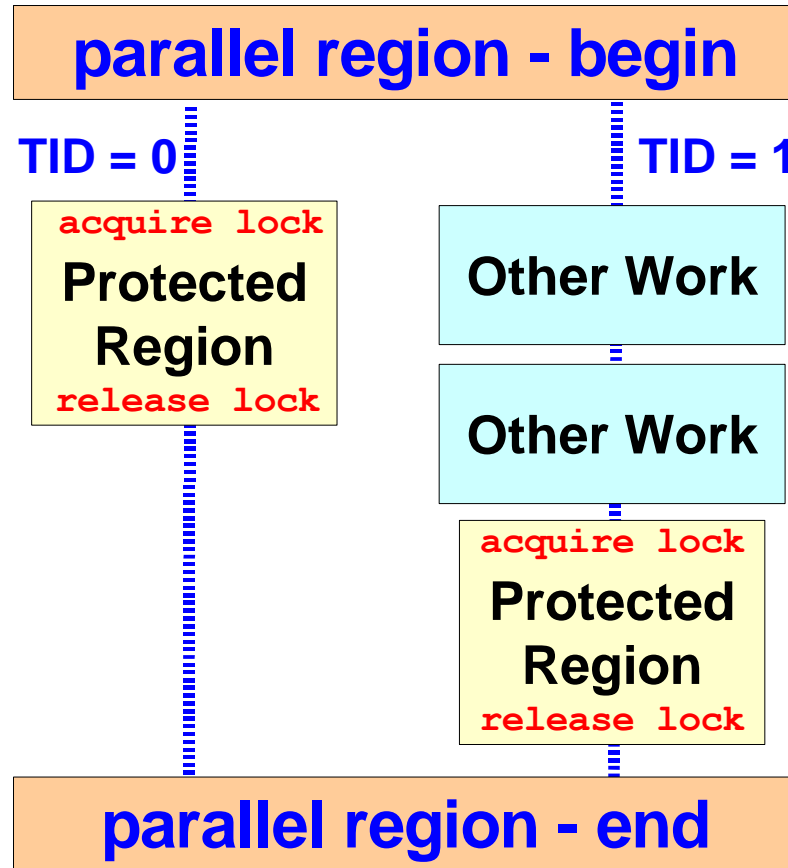 parallel region - begin
TID = 0
TID = 1
acquire lock
Protected
Region
release lock
Other Work
Other Work
acquire lock
Protected
Region
release lock
parallel region - end